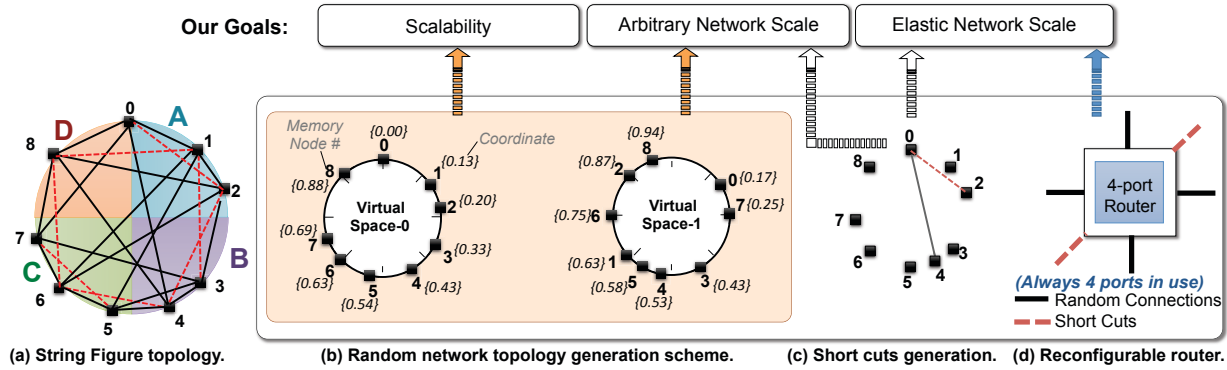 Our Goals:
Scalability
Arbitrary Network Scale
Elastic Network Scale
0
A
1
2
B
3
4
5
6
C
7
8
D
Memory
Node #
Coordinate
{0.00}
0
{0.13}
1
2
{0.20}
3
{0.33}
4
{0.43}
5
{0.54}
6
{0.63}
7
{0.69}
8
{0.88}
Virtual
Space-0
{0.94}
8
{0.87}
2
0
{0.17}
7
{0.25}
{0.75}
6
1
{0.63}
5
{0.58}
4
{0.53}
3
{0.43}
Virtual
Space-1
0
1
2
3
4
5
6
7
8
4-port
Router
(Always 4 ports in use)
Random Connections
Short Cuts
(a) String Figure topology.
(b) Random network topology generation scheme.
(c) Short cuts generation.
(d) Reconfigurable router.